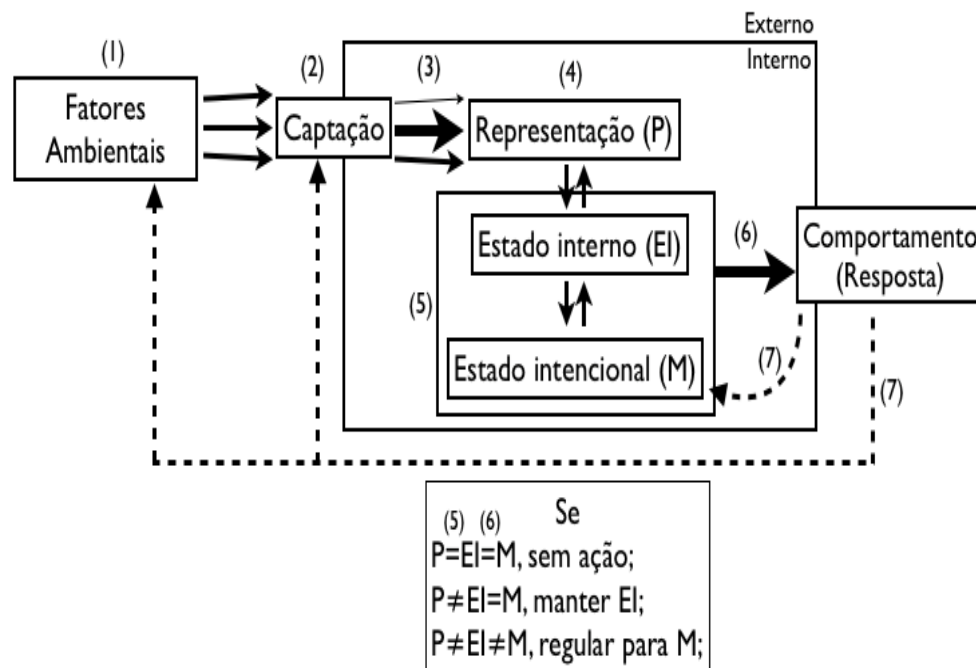 Externo
Interno
(1)
Fatores
Ambientais
(2)
Captação
(3)
(4)
Representação (P)
(5)
Estado interno (EI)
Estado intencional (M)
(6)
Comportamento
(Resposta)
(7)
(7)
Se
(5) (6)
P=EI=M, sem ação;
P≠EI=M, manter EI;
P≠EI≠M, regular para M;